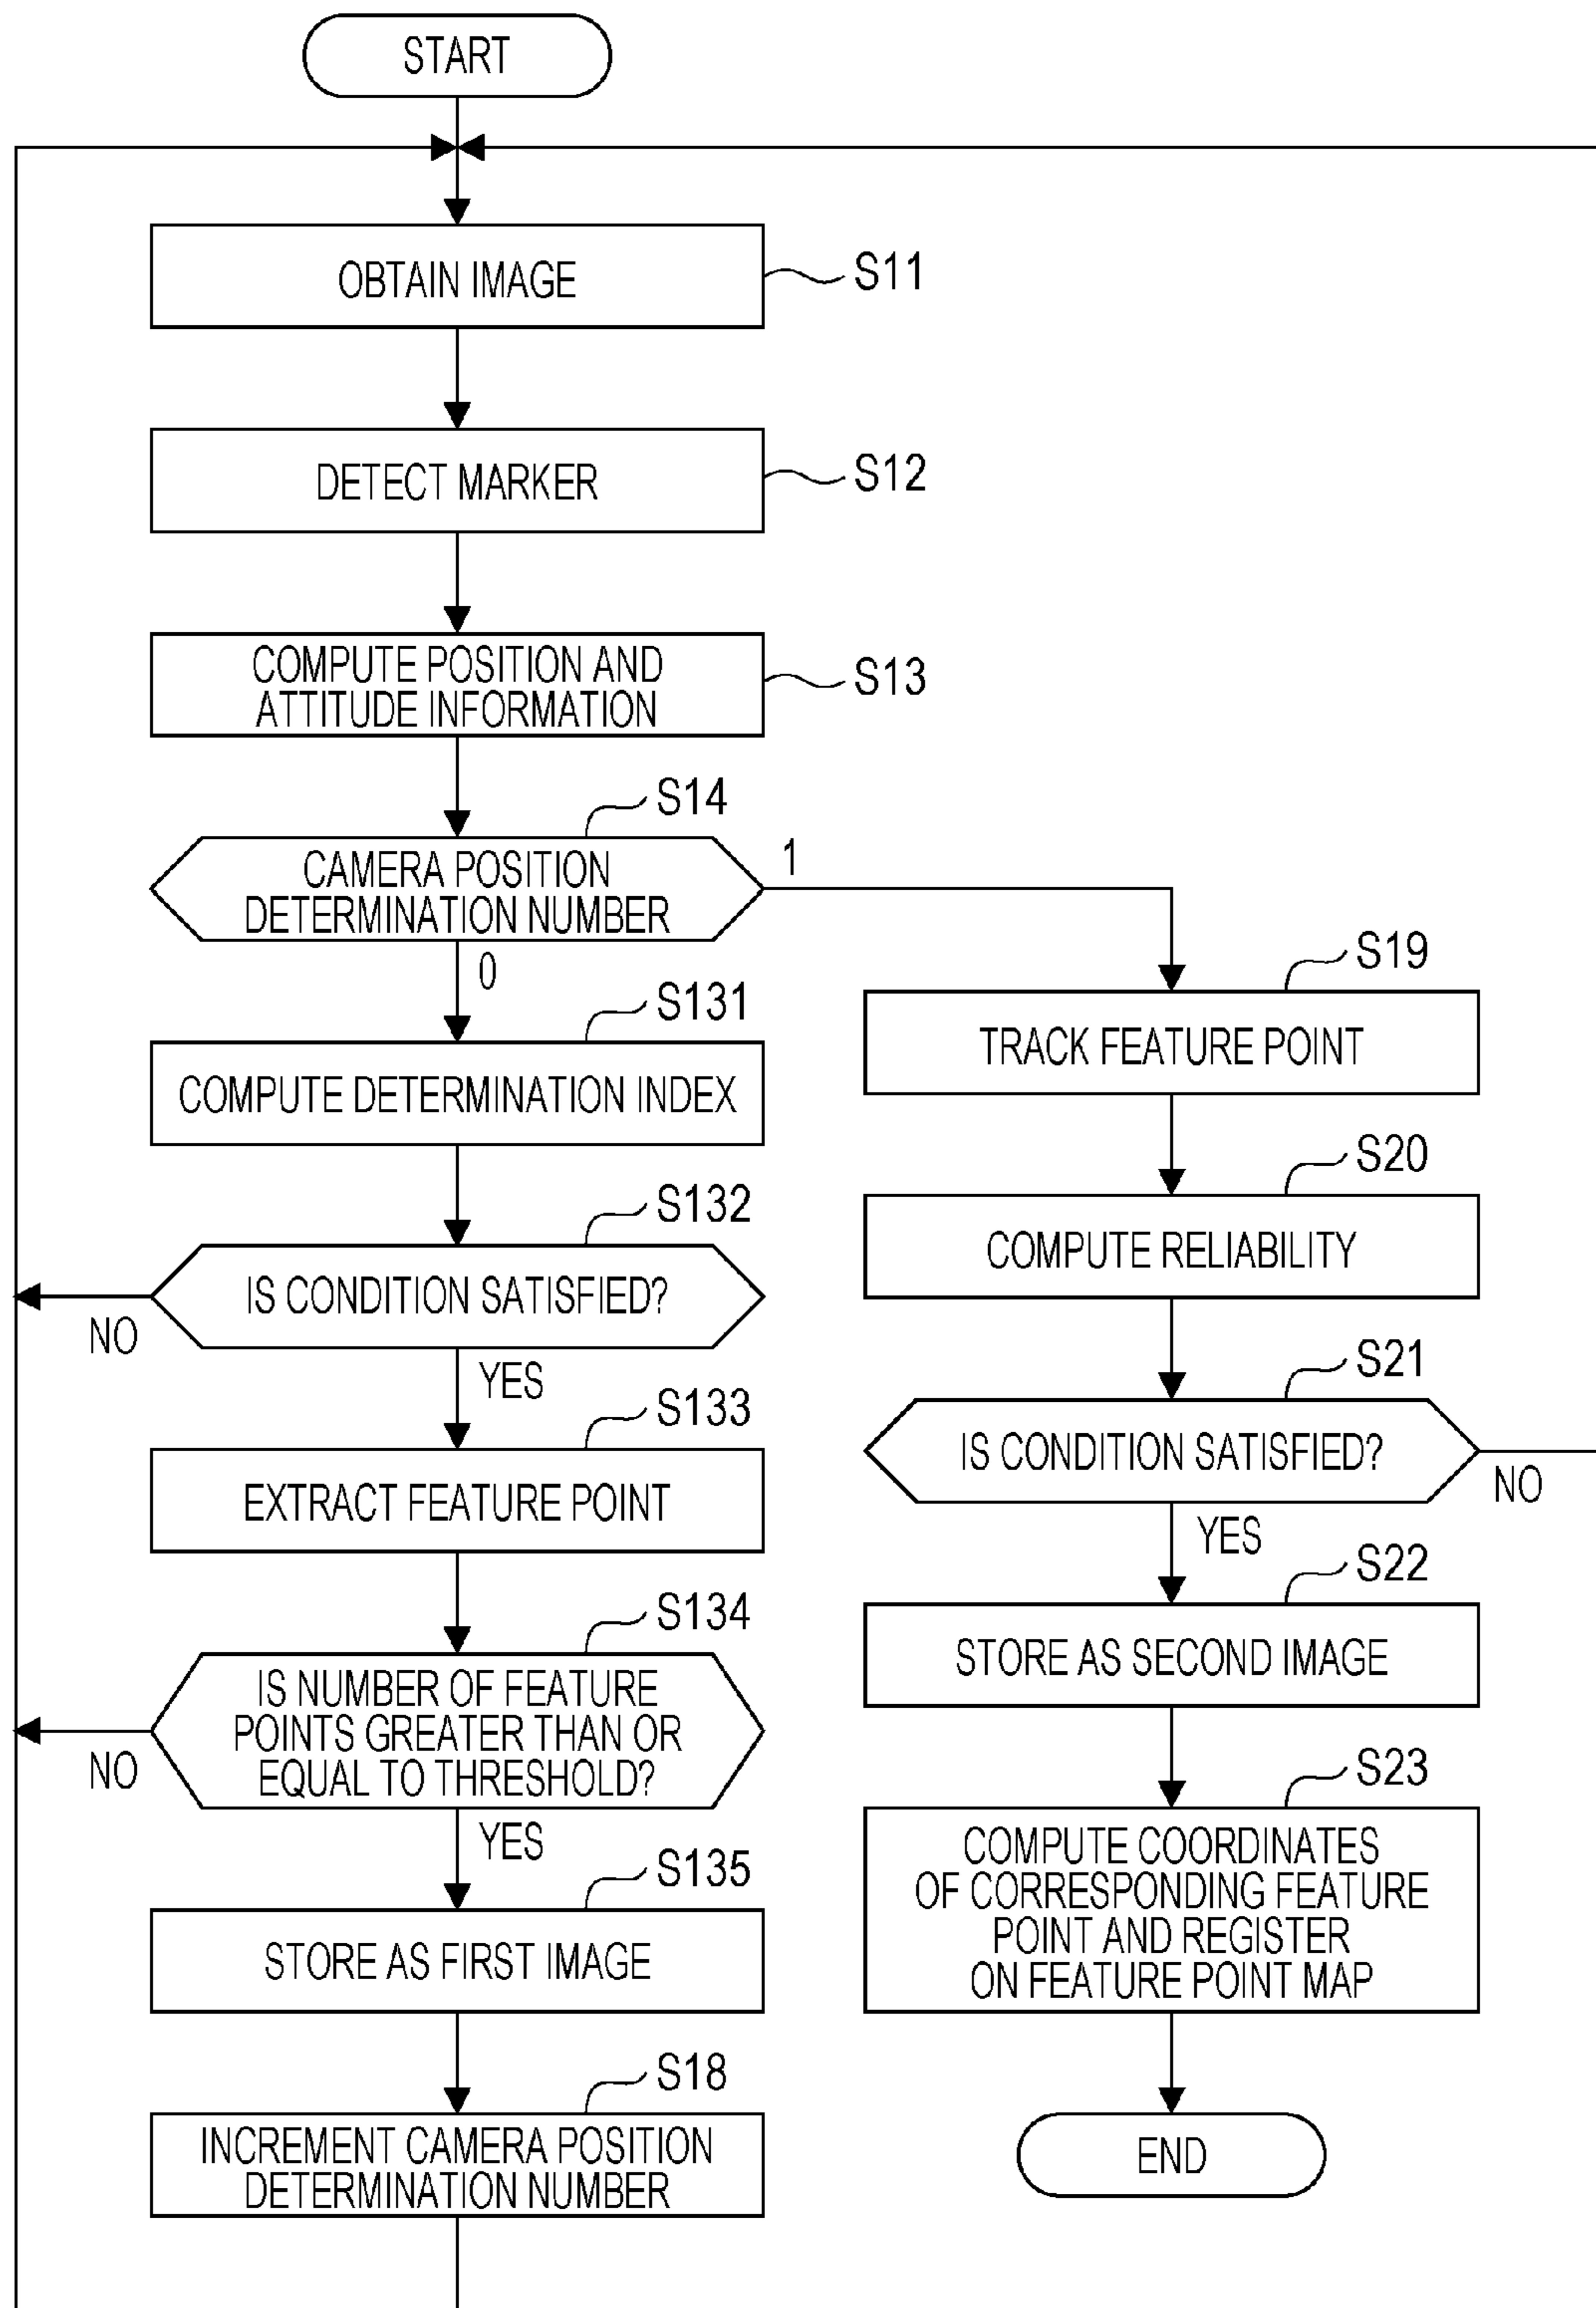 START
OBTAIN IMAGE
S11
DETECT MARKER
S12
COMPUTE POSITION AND
ATTITUDE INFORMATION
S13
S14
CAMERA POSITION
DETERMINATION NUMBER
1
0
S131
COMPUTE DETERMINATION INDEX
S132
IS CONDITION SATISFIED?
NO
YES
S133
EXTRACT FEATURE POINT
S134
IS NUMBER OF FEATURE
POINTS GREATER THAN OR
EQUAL TO THRESHOLD?
NO
YES
S135
STORE AS FIRST IMAGE
S18
INCREMENT CAMERA POSITION
DETERMINATION NUMBER
S19
TRACK FEATURE POINT
S20
COMPUTE RELIABILITY
S21
IS CONDITION SATISFIED?
NO
YES
S22
STORE AS SECOND IMAGE
S23
COMPUTE COORDINATES
OF CORRESPONDING FEATURE
POINT AND REGISTER
ON FEATURE POINT MAP
END